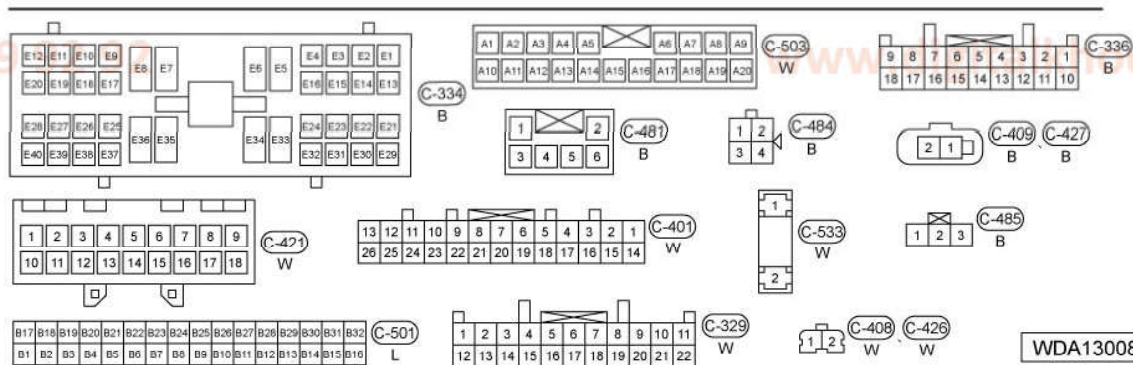 E12 E11 E10 E9 E8 E7 E6 E5 E4 E3 E2 E1
E20 E19 E18 E17 E16 E15 E14 E13
E28 E27 E26 E25 E36 E35 E34 E33 E24 E23 E22 E21
E40 E39 E38 E37 E32 E31 E30 E29
C-334
B
A1 A2 A3 A4 A5 A6 A7 A8 A9
A10 A11 A12 A13 A14 A15 A16 A17 A18 A19 A20
C-503
W
9 8 7 6 5 4 3 2 1
18 17 16 15 14 13 12 11 10
C-336
B
1 2
3 4 5 6
C-481
B
1 2
3 4
C-484
B
2 1
C-409 、 C-427
B B
1 2 3 4 5 6 7 8 9
10 11 12 13 14 15 16 17 18
C-421
W
13 12 11 10 9 8 7 6 5 4 3 2 1
26 25 24 23 22 21 20 19 18 17 16 15 14
C-401
W
1
2
C-533
W
1 2 3
C-485
B
B17 B18 B19 B20 B21 B22 B23 B24 B25 B26 B27 B28 B29 B30 B31 B32
B1 B2 B3 B4 B5 B6 B7 B8 B9 B10 B11 B12 B13 B14 B15 B16
C-501
L
1 2 3 4 5 6 7 8 9 10 11
12 13 14 15 16 17 18 19 20 21 22
C-329
W
1 2
C-408 、 C-426
W W
WDA13008